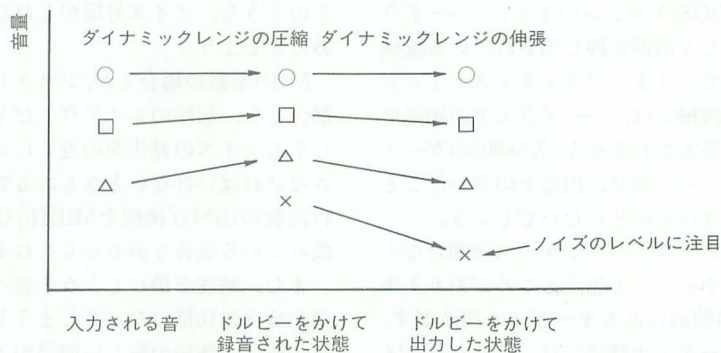 音量
ダイナミックレンジの圧縮
ダイナミックレンジの伸張
ノイズのレベルに注目
入力される音
ドルビーをかけて
録音された状態
ドルビーをかけて
出力した状態